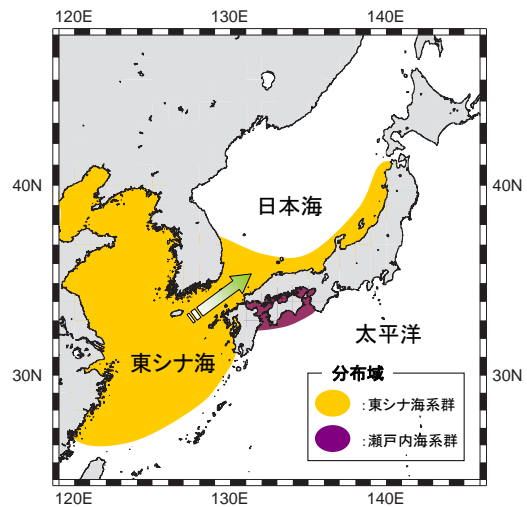 120E 130E 140E
40N 40N
日本海
太平洋
東シナ海
30N 30N
分布域
:東シナ海系群
:瀬戸内海系群
120E 130E 140E